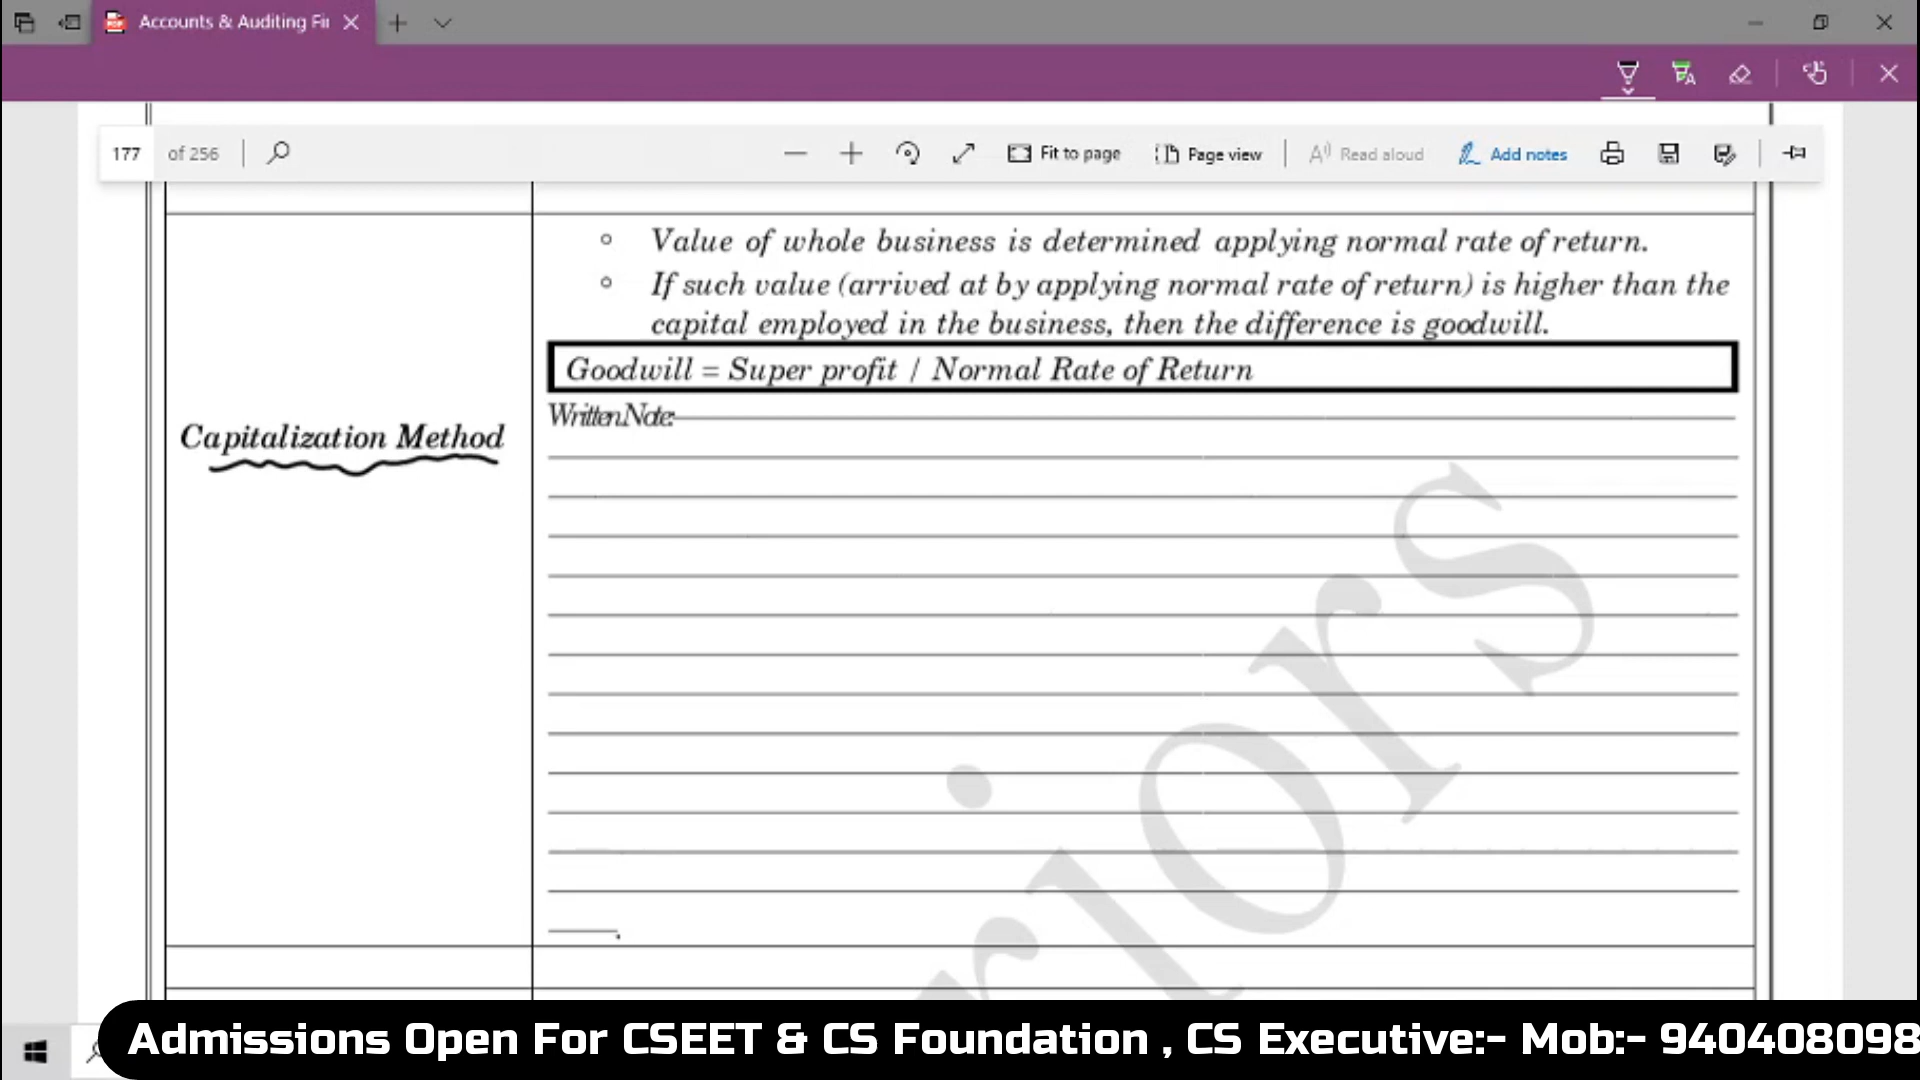 Accounts & Auditing Fir
177 of 256
Fit to page
Page view
Read aloud
Add notes
Value of whole business is determined applying normal rate of return.
If such value (arrived at by applying normal rate of return) is higher than the
capital employed in the business, then the difference is goodwill.
Goodwill = Super profit / Normal Rate of Return
Written Note:
Capitalization Method
riors
Admissions Open For CSEET & CS Foundation , CS Executive:- Mob:- 940408098